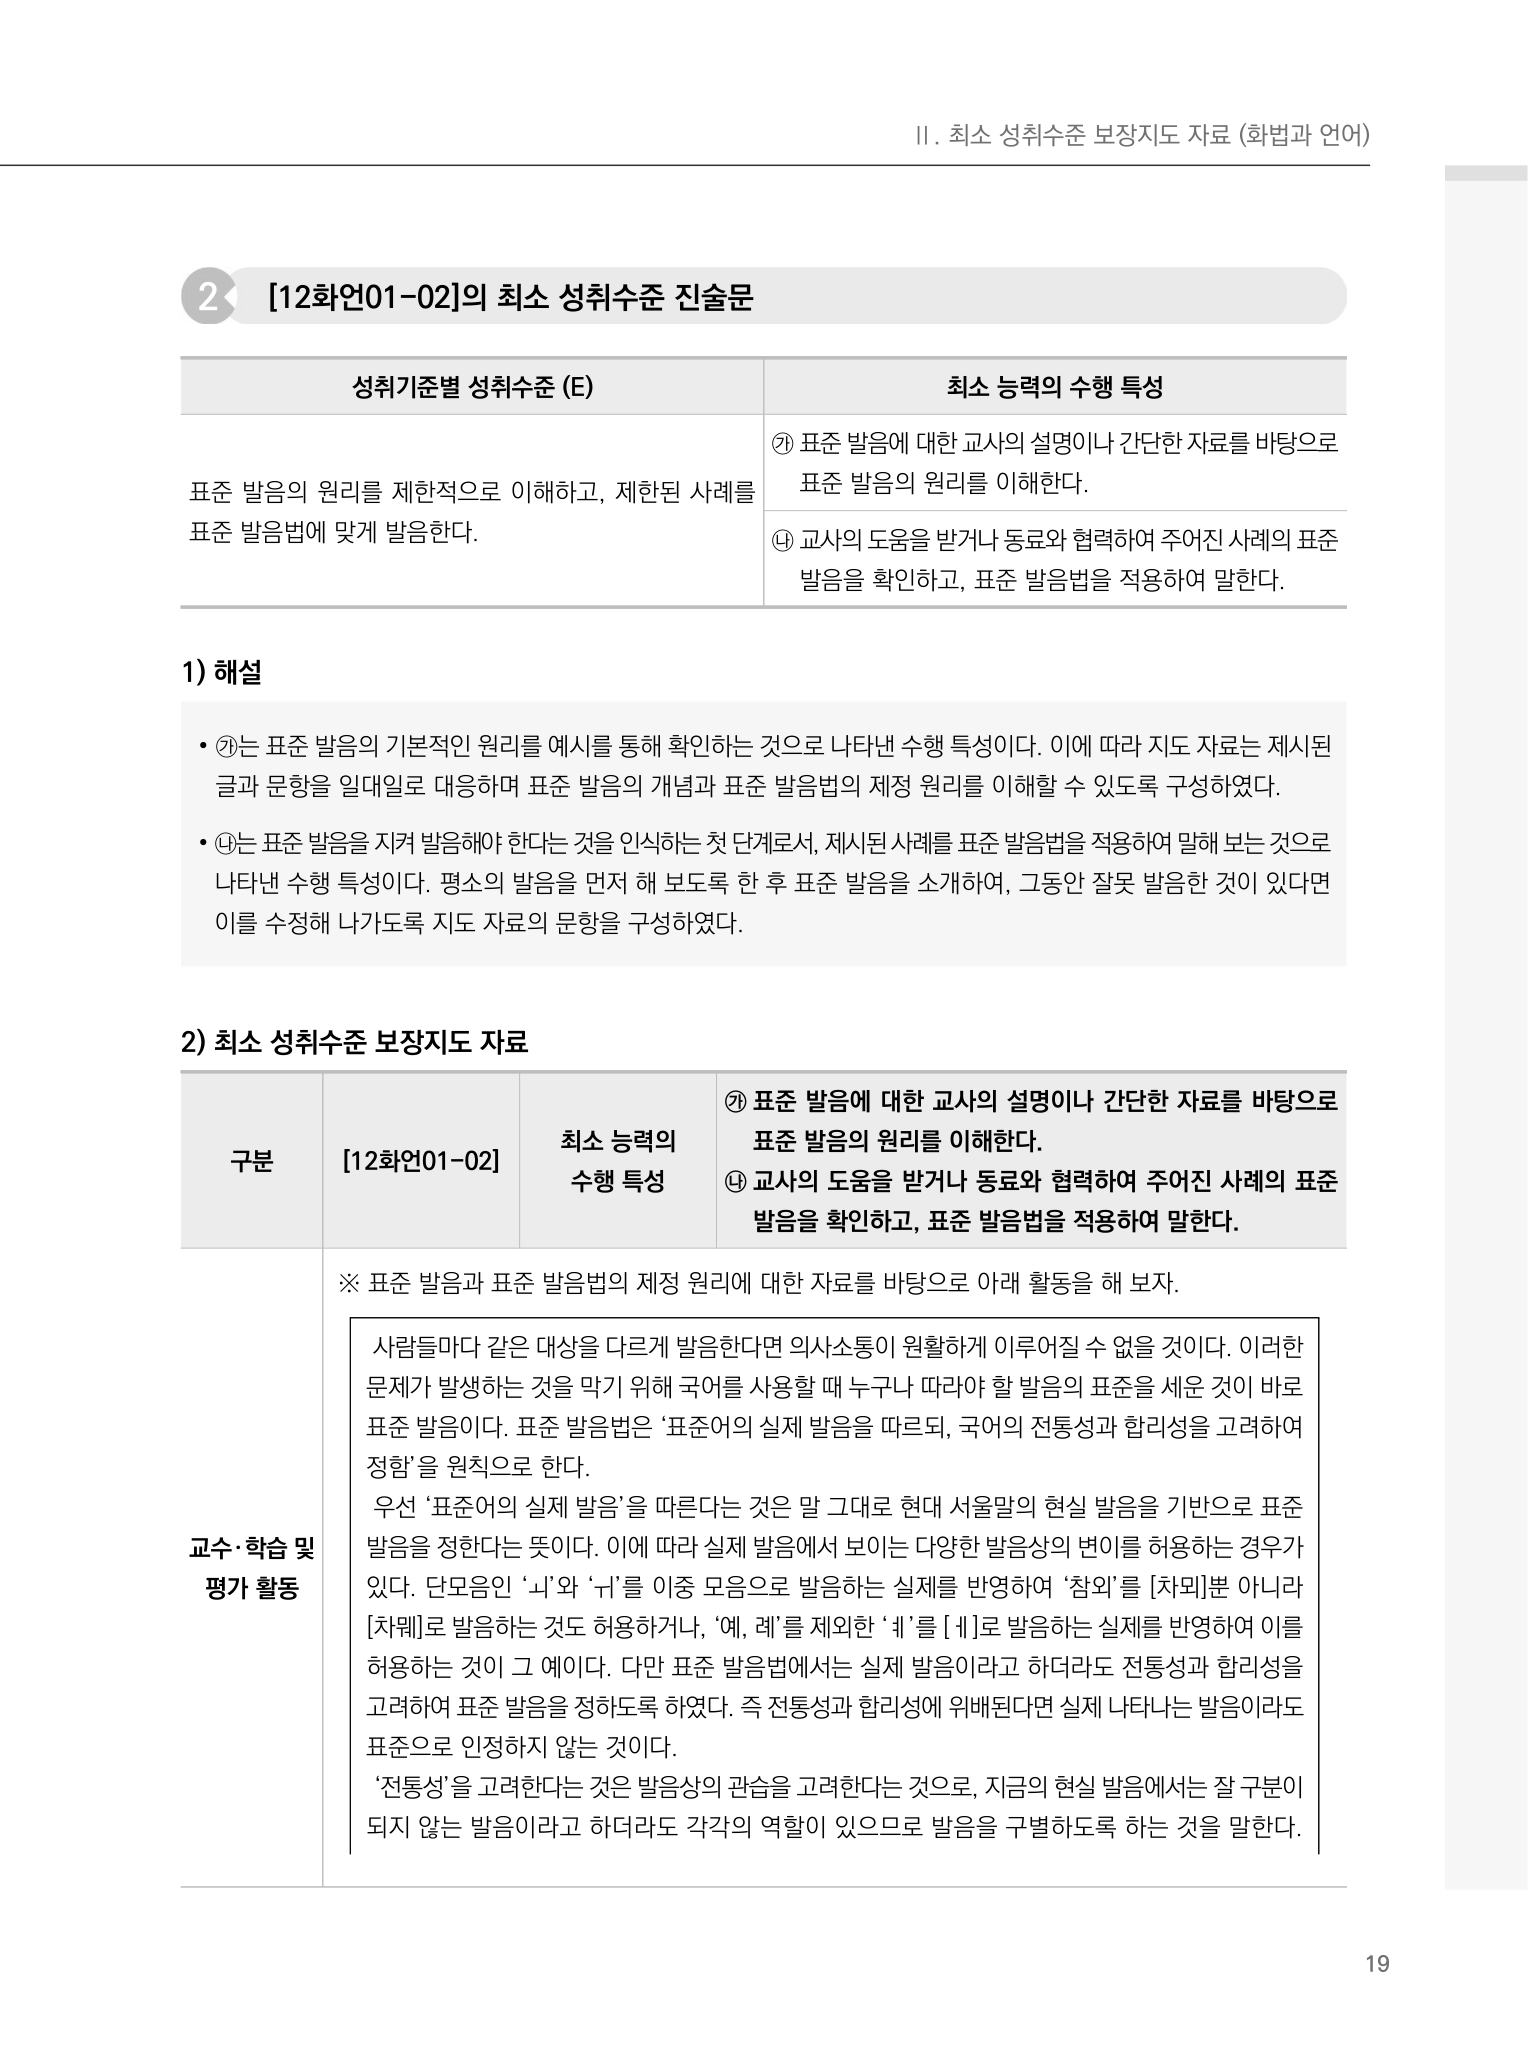 Ⅱ. 최소 성취수준 보장지도 자료 (화법과 언어)
2 [12화언01-02]의 최소 성취수준 진술문
성취기준별 성취수준 (E)
최소 능력의 수행 특성
표준 발음의 원리를 제한적으로 이해하고, 제한된 사례를
표준 발음법에 맞게 발음한다.
㉮ 표준 발음에 대한 교사의 설명이나 간단한 자료를 바탕으로
표준 발음의 원리를 이해한다.
㉯ 교사의 도움을 받거나 동료와 협력하여 주어진 사례의 표준
발음을 확인하고, 표준 발음법을 적용하여 말한다.
1) 해설
• ㉮는 표준 발음의 기본적인 원리를 예시를 통해 확인하는 것으로 나타낸 수행 특성이다. 이에 따라 지도 자료는 제시된
글과 문항을 일대일로 대응하며 표준 발음의 개념과 표준 발음법의 제정 원리를 이해할 수 있도록 구성하였다.
• ㉯는 표준 발음을 지켜 발음해야 한다는 것을 인식하는 첫 단계로서, 제시된 사례를 표준 발음법을 적용하여 말해 보는 것으로
나타낸 수행 특성이다. 평소의 발음을 먼저 해 보도록 한 후 표준 발음을 소개하여, 그동안 잘못 발음한 것이 있다면
이를 수정해 나가도록 지도 자료의 문항을 구성하였다.
2) 최소 성취수준 보장지도 자료
구분
[12화언01-02]
최소 능력의
수행 특성
㉮ 표준 발음에 대한 교사의 설명이나 간단한 자료를 바탕으로
표준 발음의 원리를 이해한다.
㉯ 교사의 도움을 받거나 동료와 협력하여 주어진 사례의 표준
발음을 확인하고, 표준 발음법을 적용하여 말한다.
교수·학습 및
평가 활동
※ 표준 발음과 표준 발음법의 제정 원리에 대한 자료를 바탕으로 아래 활동을 해 보자.
사람들마다 같은 대상을 다르게 발음한다면 의사소통이 원활하게 이루어질 수 없을 것이다. 이러한
문제가 발생하는 것을 막기 위해 국어를 사용할 때 누구나 따라야 할 발음의 표준을 세운 것이 바로
표준 발음이다. 표준 발음법은 ‘표준어의 실제 발음을 따르되, 국어의 전통성과 합리성을 고려하여
정함’을 원칙으로 한다.
우선 ‘표준어의 실제 발음’을 따른다는 것은 말 그대로 현대 서울말의 현실 발음을 기반으로 표준
발음을 정한다는 뜻이다. 이에 따라 실제 발음에서 보이는 다양한 발음상의 변이를 허용하는 경우가
있다. 단모음인 ‘ㅚ’와 ‘ㅟ’를 이중 모음으로 발음하는 실제를 반영하여 ‘참외’를 [차뫼]뿐 아니라
[차뭬]로 발음하는 것도 허용하거나, ‘예, 례’를 제외한 ‘ㅖ’를 [ㅔ]로 발음하는 실제를 반영하여 이를
허용하는 것이 그 예이다. 다만 표준 발음법에서는 실제 발음이라고 하더라도 전통성과 합리성을
고려하여 표준 발음을 정하도록 하였다. 즉 전통성과 합리성에 위배된다면 실제 나타나는 발음이라도
표준으로 인정하지 않는 것이다.
‘전통성’을 고려한다는 것은 발음상의 관습을 고려한다는 것으로, 지금의 현실 발음에서는 잘 구분이
되지 않는 발음이라고 하더라도 각각의 역할이 있으므로 발음을 구별하도록 하는 것을 말한다.
19